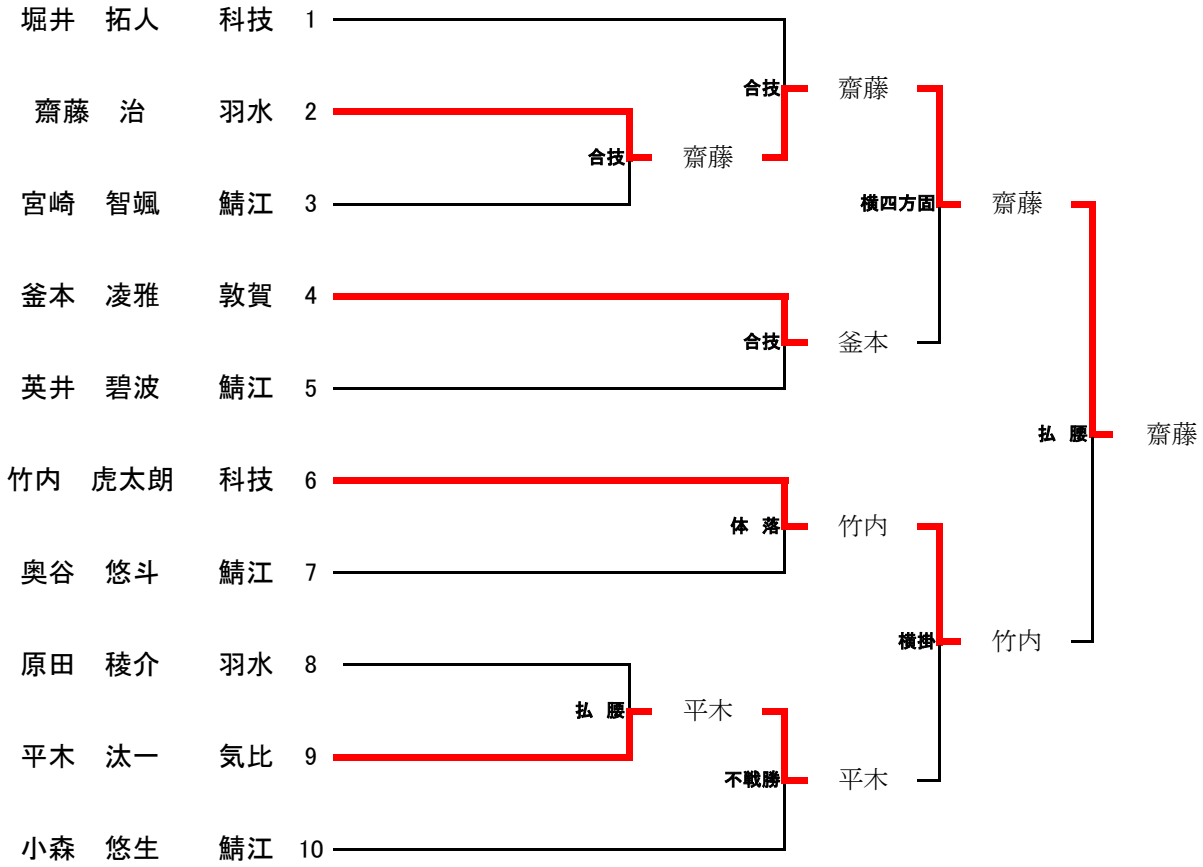 堀井 拓人 科技 1
合技 齋藤
齋藤 治 羽水 2
合技 齋藤
宮崎 智颯 鯖江 3
横四方固 齋藤
釜本 凌雅 敦賀 4
合技 釜本
英井 碧波 鯖江 5
払腰 齋藤
竹内 虎太朗 科技 6
体落 竹内
奥谷 悠斗 鯖江 7
横掛 竹内
原田 稜介 羽水 8
払腰 平木
平木 汰一 気比 9
不戦勝 平木
小森 悠生 鯖江 10